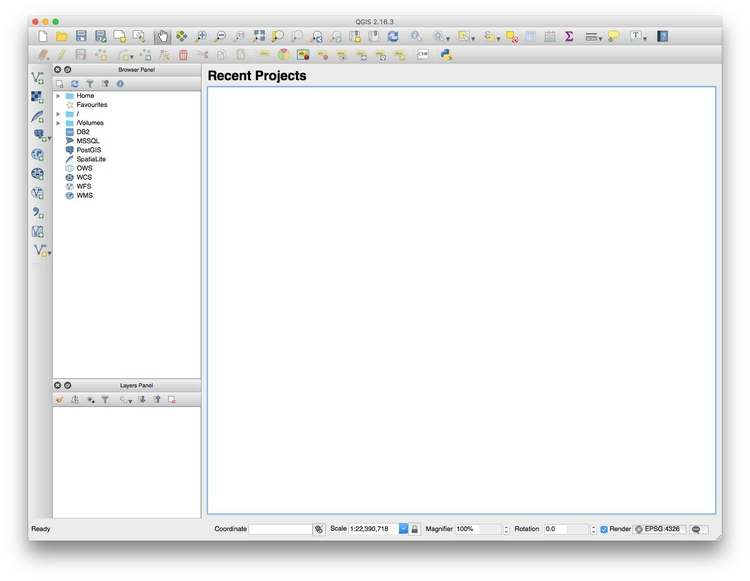 QGIS 2.16.3
CSW
Browser Panel
Recent Projects
Home
Favourites
/
/Volumes
DB2
MSSQL
PostGIS
SpatiaLite
OWS
WCS
WFS
WMS
Layers Panel
Ready
Coordinate
Scale 1:22,390,718
Magnifier 100%
Rotation 0.0
Render
EPSG:4326